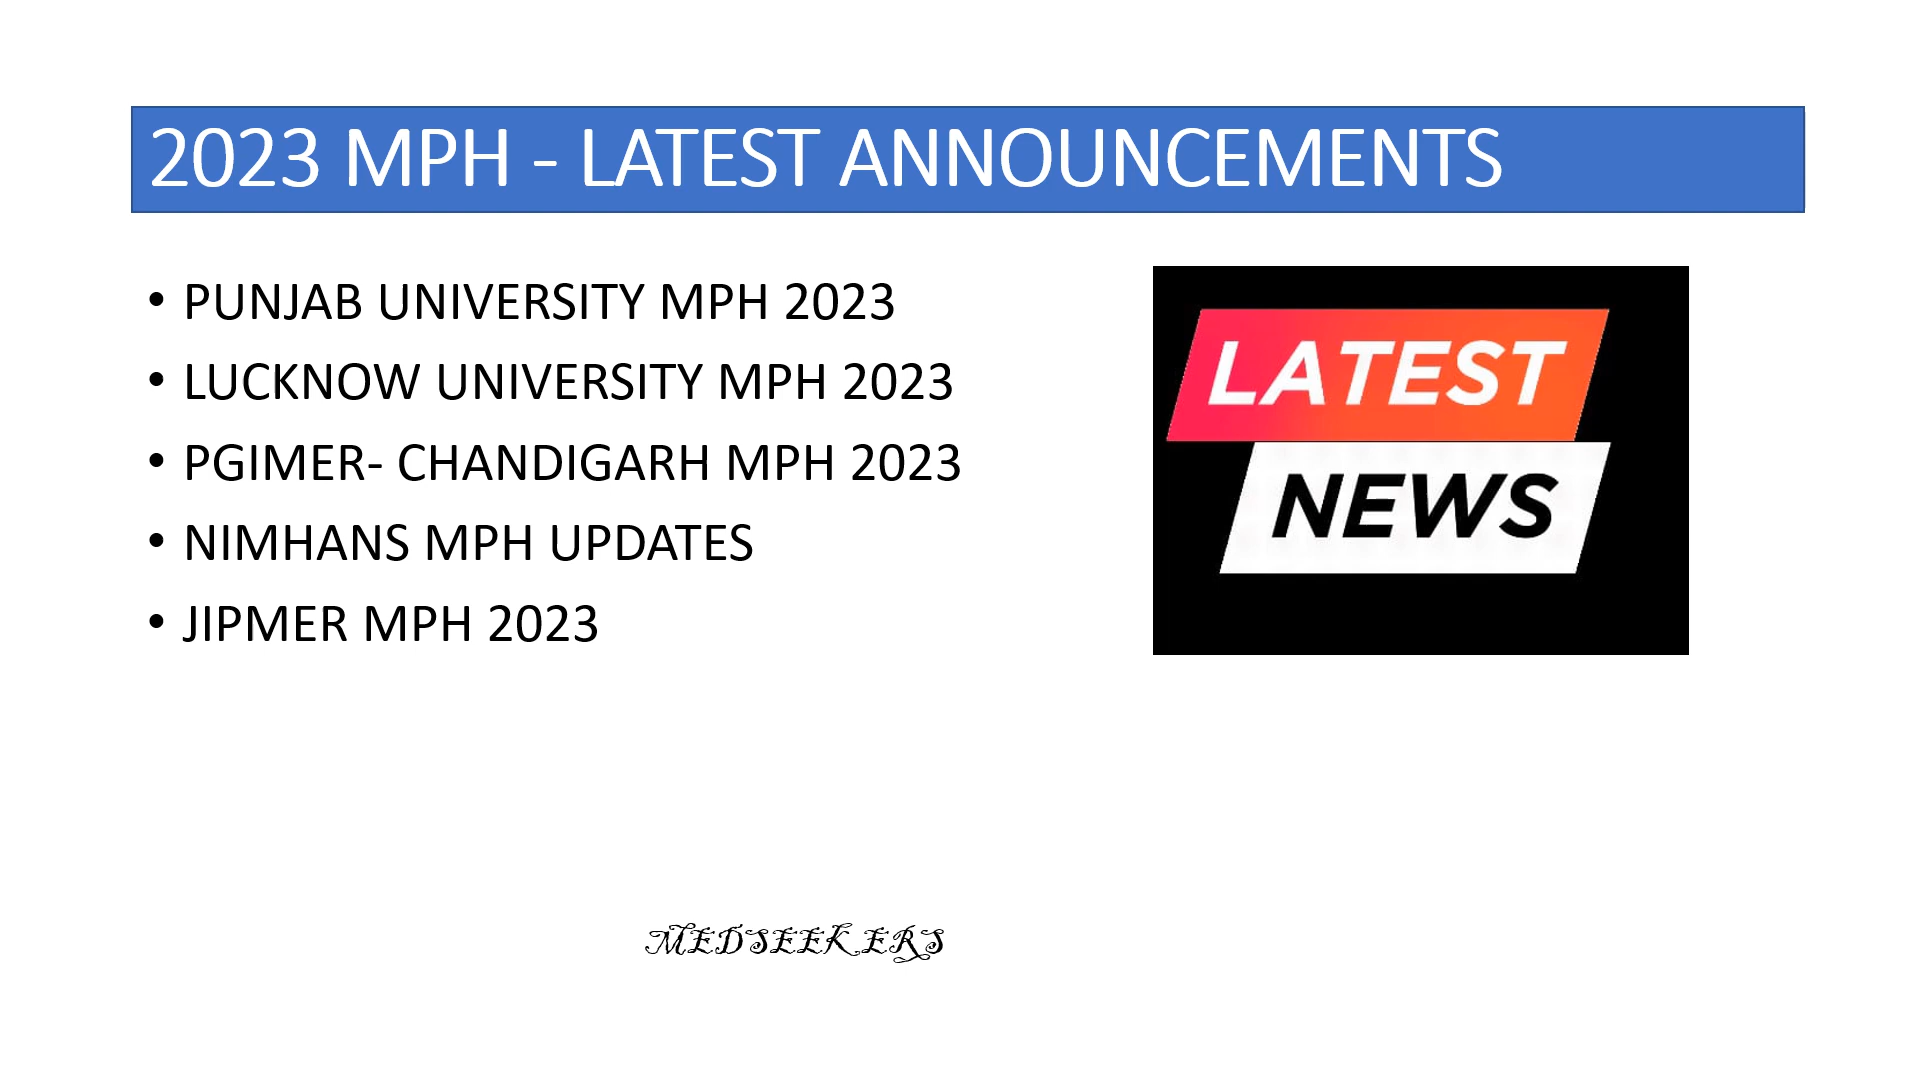 2023 MPH - LATEST ANNOUNCEMENTS
• PUNJAB UNIVERSITY MPH 2023
• LUCKNOW UNIVERSITY MPH 2023
• PGIMER- CHANDIGARH MPH 2023
• NIMHANS MPH UPDATES
• JIPMER MPH 2023
LATEST
NEWS
MEDSEEKERS